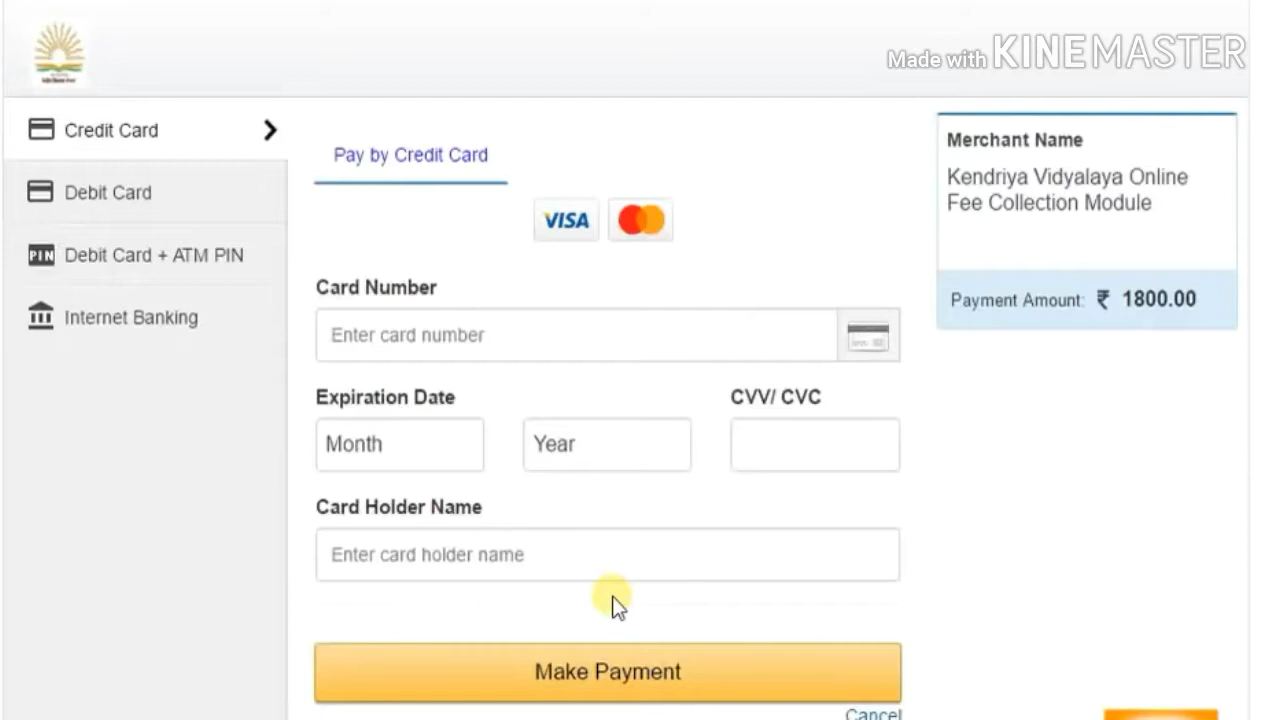 Made with KINEMASTER
Credit Card
Debit Card
PIN Debit Card + ATM PIN
Internet Banking
Pay by Credit Card
VISA
Card Number
Enter card number
Expiration Date
CVV/ CVC
Month
Year
Card Holder Name
Enter card holder name
Make Payment
Cancel
Merchant Name
Kendriya Vidyalaya Online
Fee Collection Module
Payment Amount: ₹ 1800.00